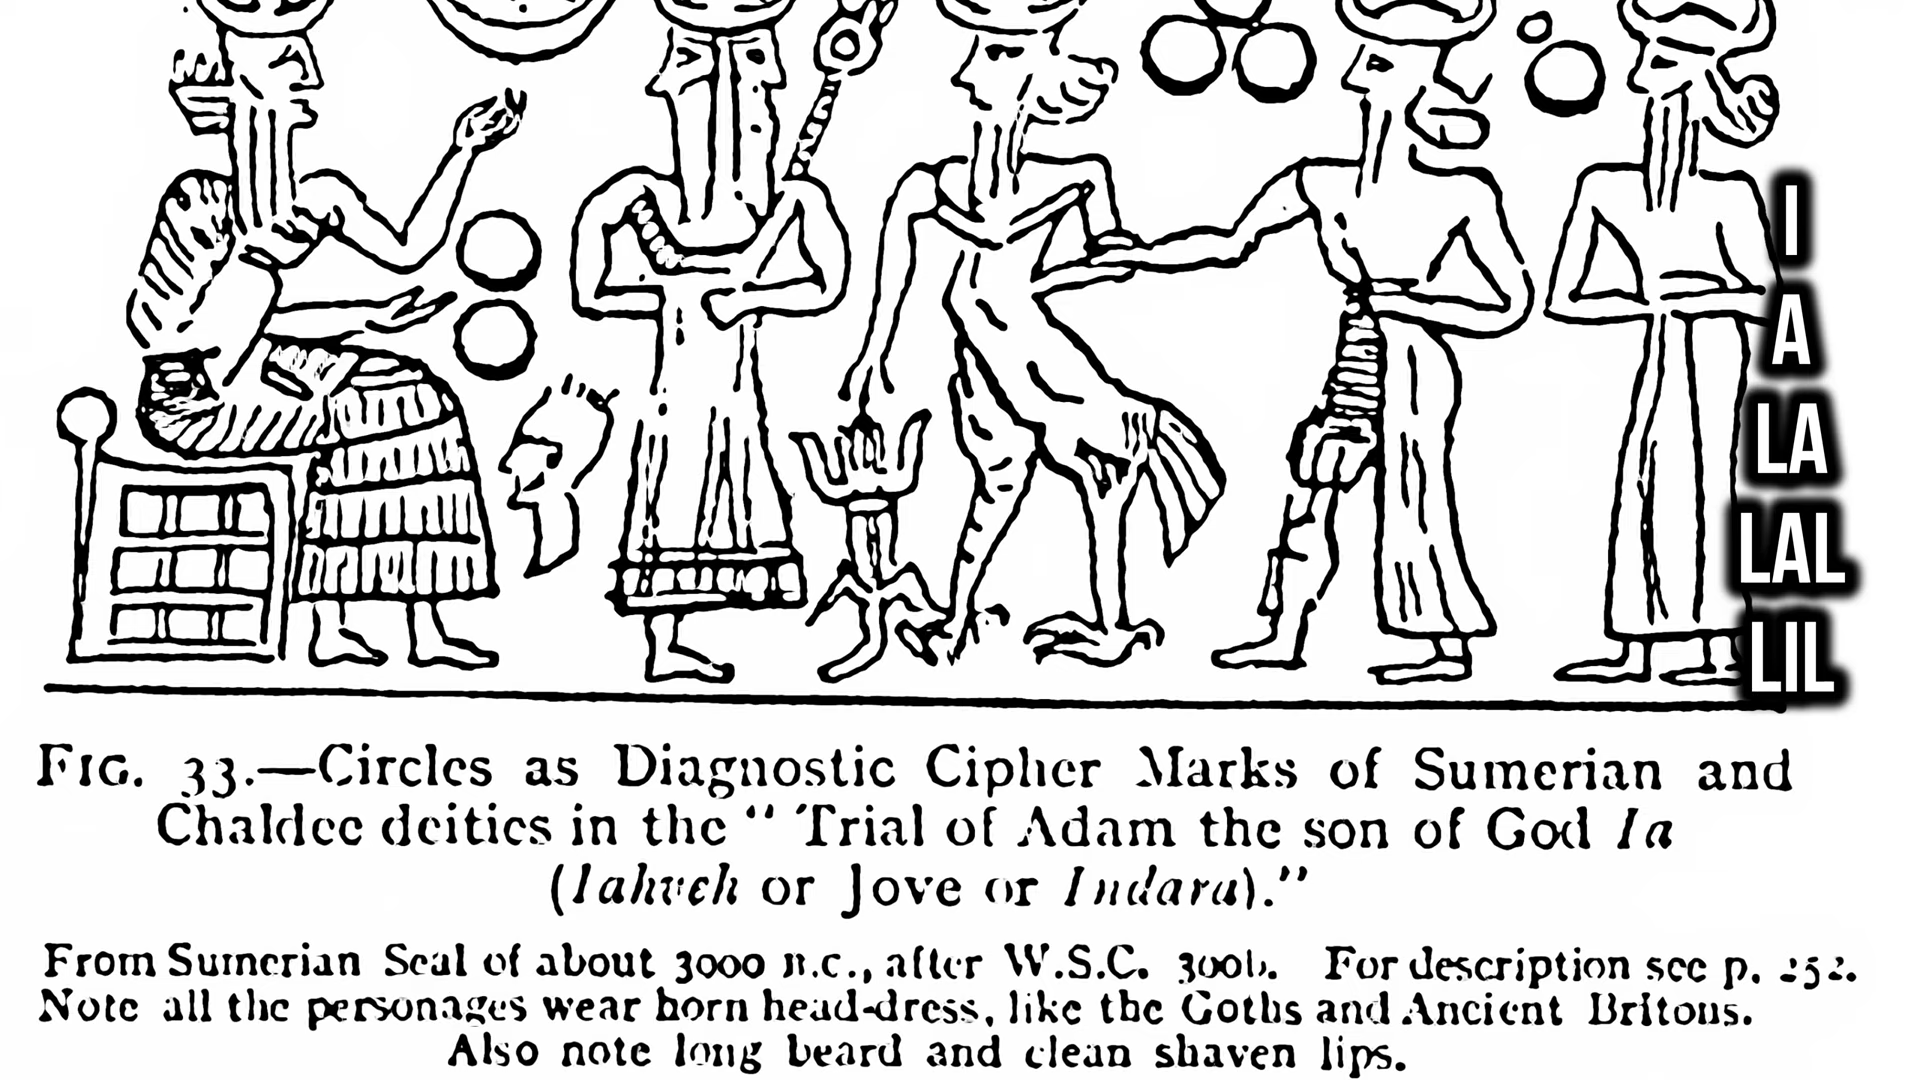 I
A
LA
LAL
LIL
FIG. 33.—Circles as Diagnostic Cipher Marks of Sumerian and
Chaldee deities in the “ Trial of Adam the son of God Ia
(Iahveh or Jove or Indara).”
From Sumerian Seal of about 3000 B.C., after W.S.C. 300b. For description see p. 252.
Note all the personages wear horn head-dress, like the Goths and Ancient Britons.
Also note long beard and clean shaven lips.